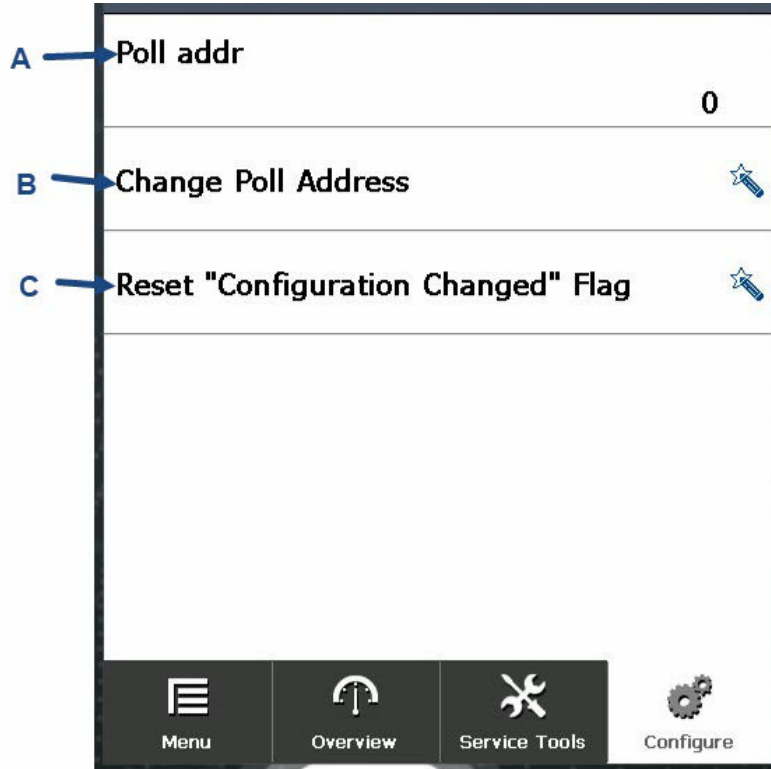 A
Poll addr
0
B
Change Poll Address
C
Reset "Configuration Changed" Flag
Menu
Overview
Service Tools
Configure